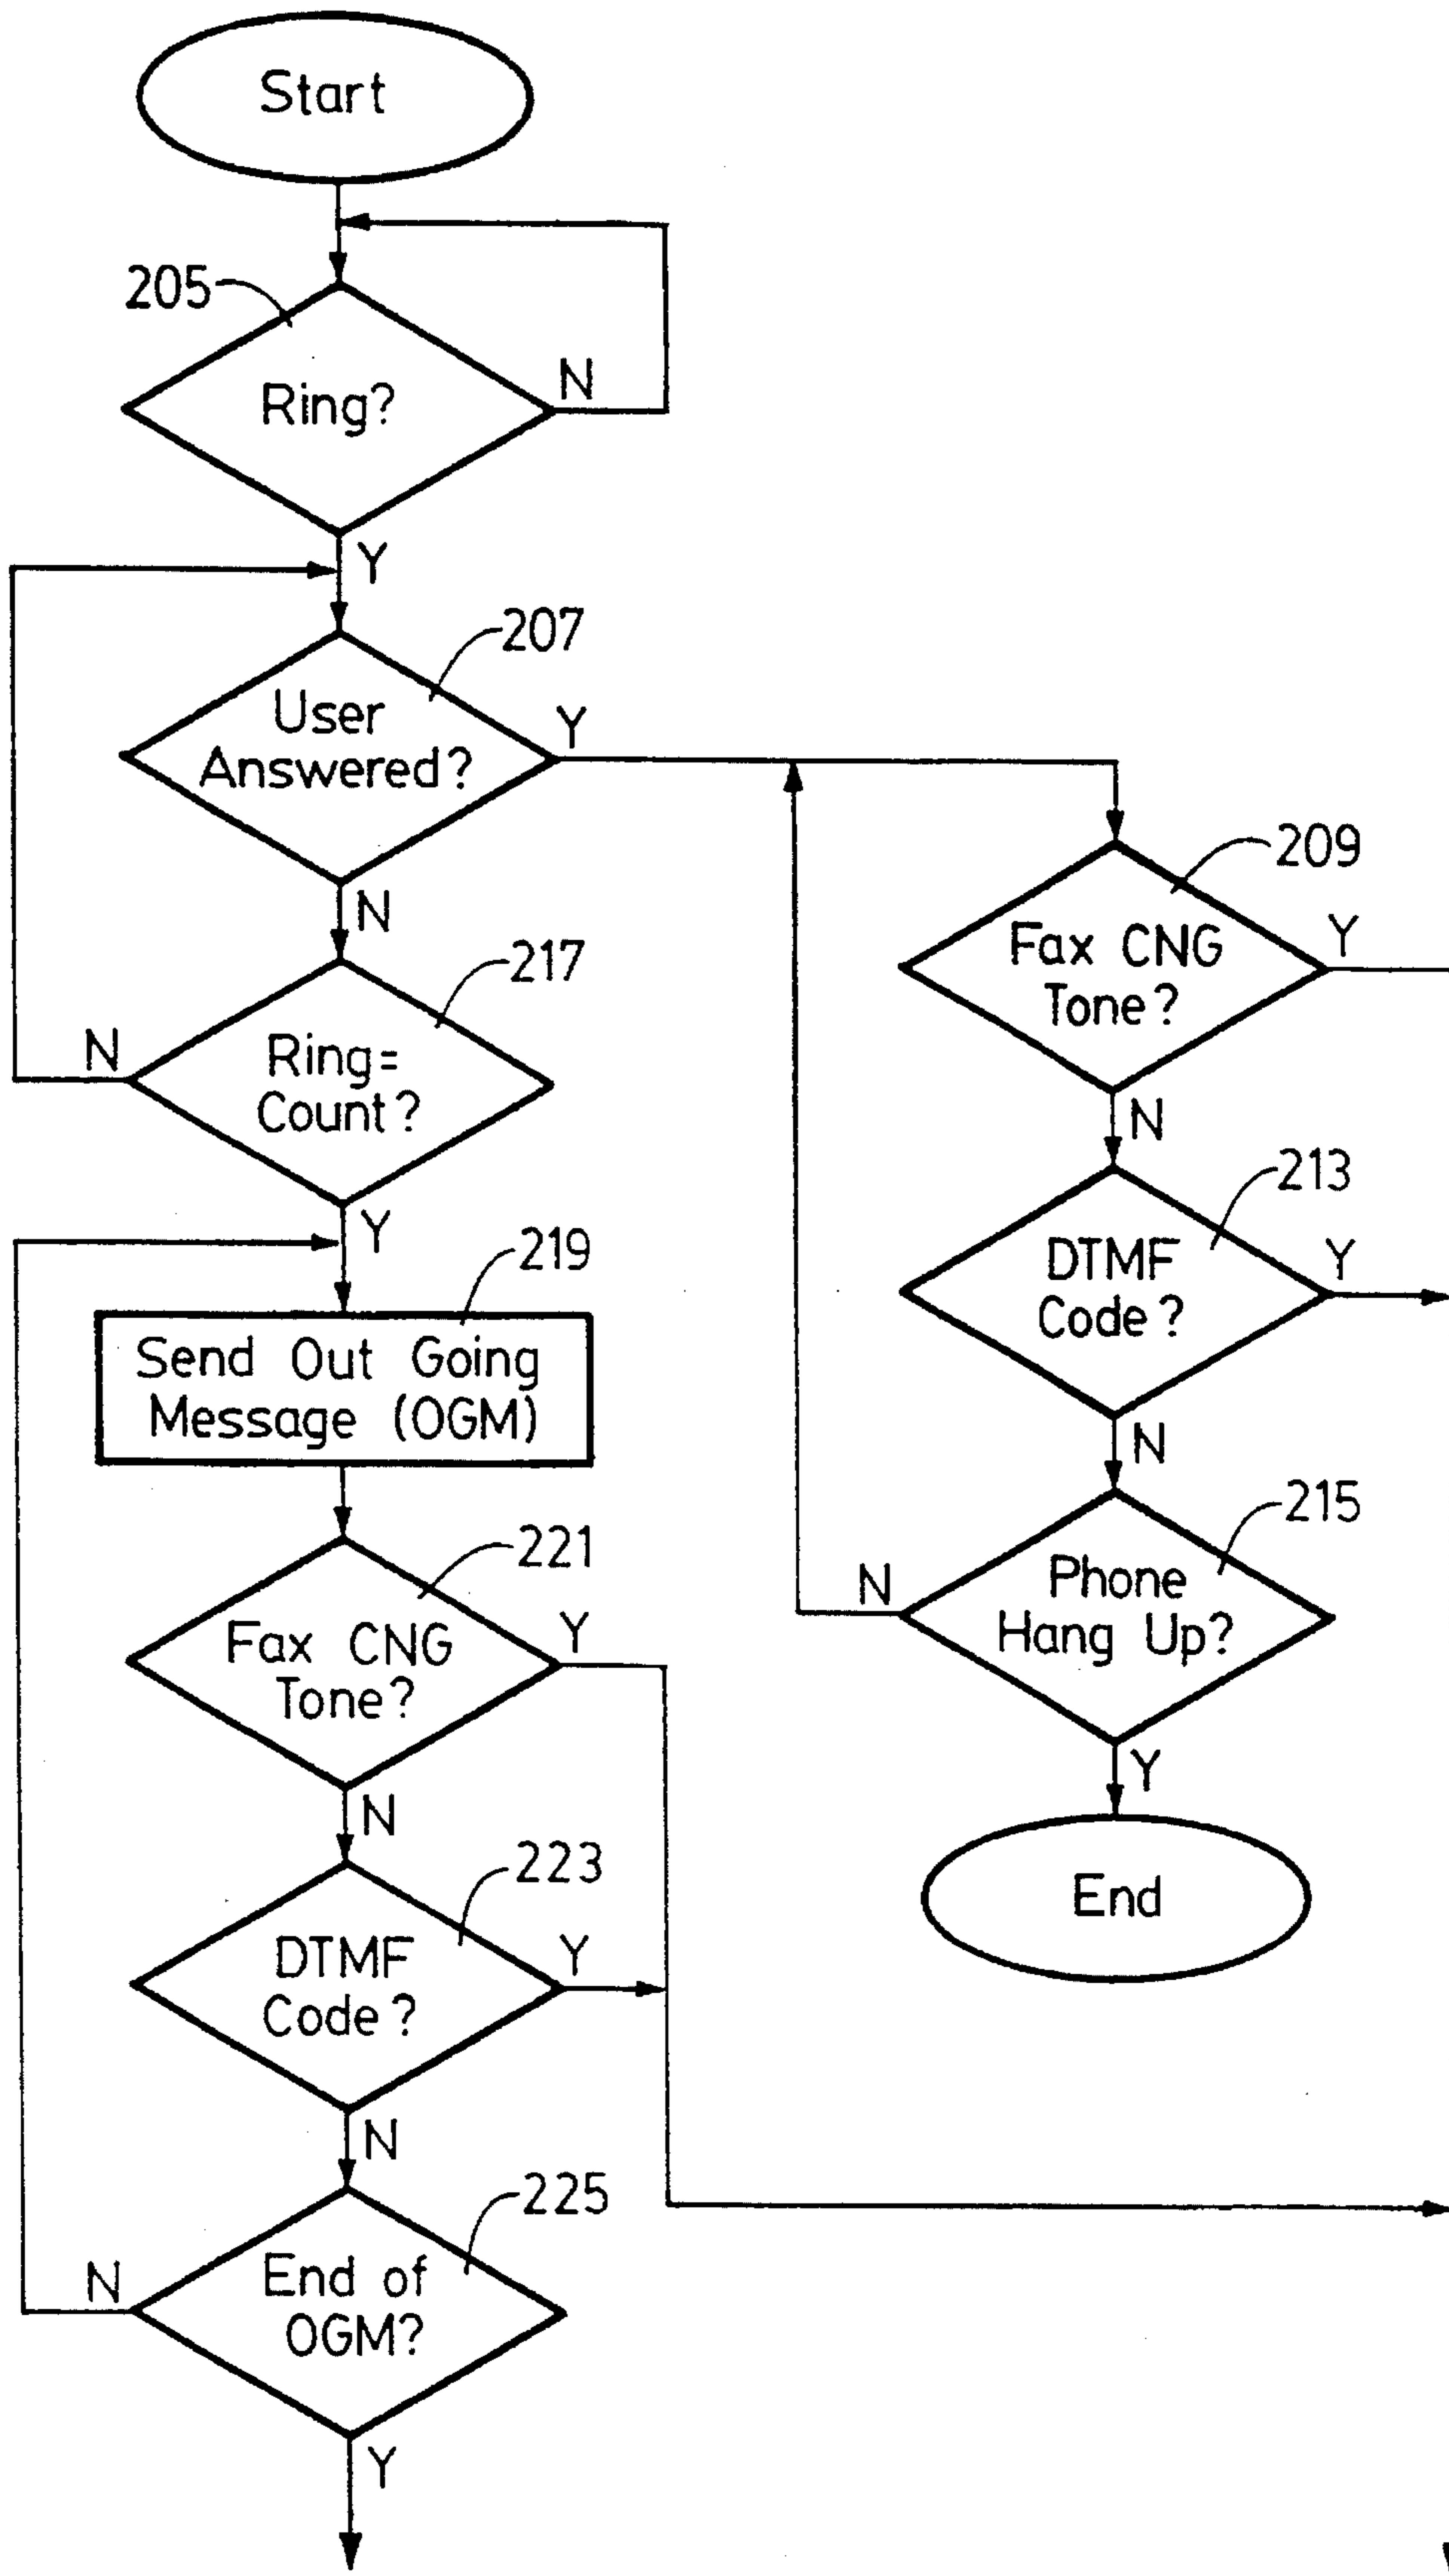 Start
205
Ring?
N
Y
207
User
Answered?
Y
N
217
Ring=
Count?
N
Y
219
Send Out Going
Message (OGM)
221
Fax CNG
Tone?
Y
N
223
DTMF
Code?
Y
N
225
End of
OGM?
N
Y
209
Fax CNG
Tone?
Y
N
213
DTMF
Code?
Y
N
215
Phone
Hang Up?
N
Y
End